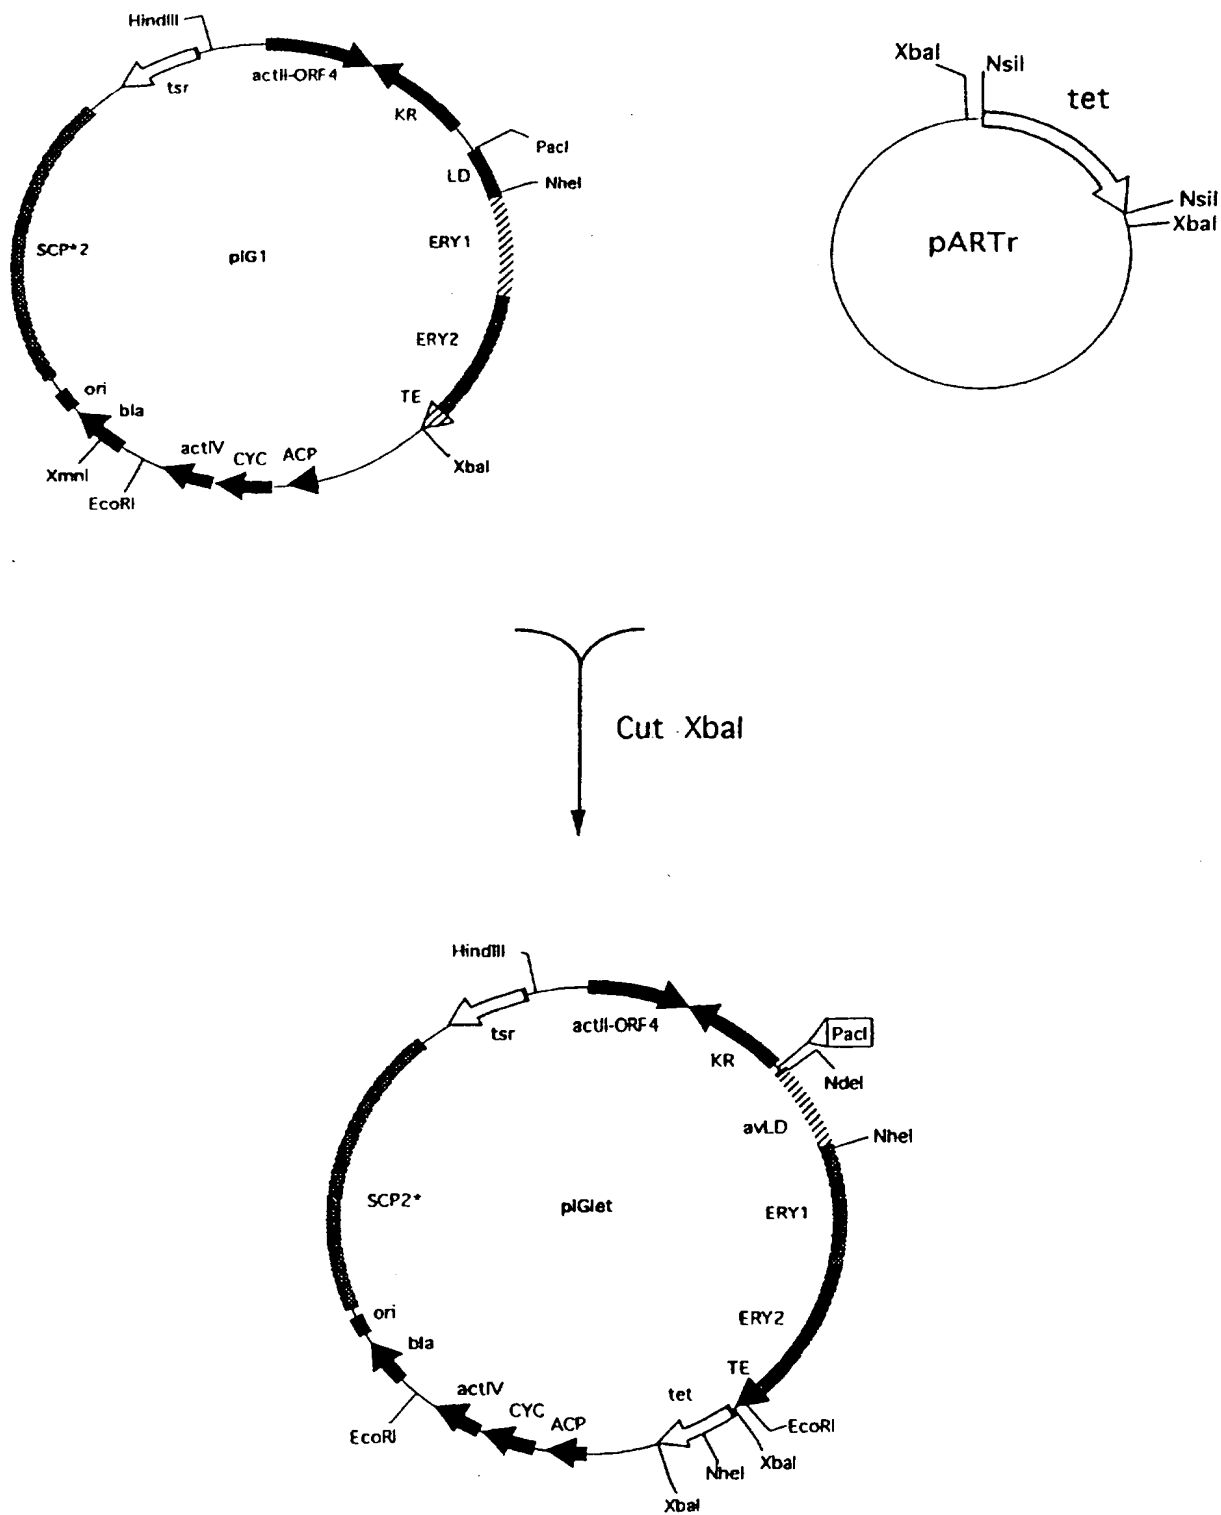 HindIII
actII-ORF4
tsr
KR
PacI
LD
NheI
ERY1
SCP*2
pIG1
ERY2
TE
ori
bla
actIV
CYC
ACP
XbaI
XmnI
EcoRI
XbaI
NsiI
tet
NsiI
XbaI
pARTr
Cut XbaI
HindIII
actII-ORF4
tsr
KR
PacI
NdeI
avLD
NheI
SCP2*
pIGlet
ERY1
ERY2
ori
bla
TE
tet
actIV
CYC
ACP
EcoRI
EcoRI
XbaI
NheI
XbaI